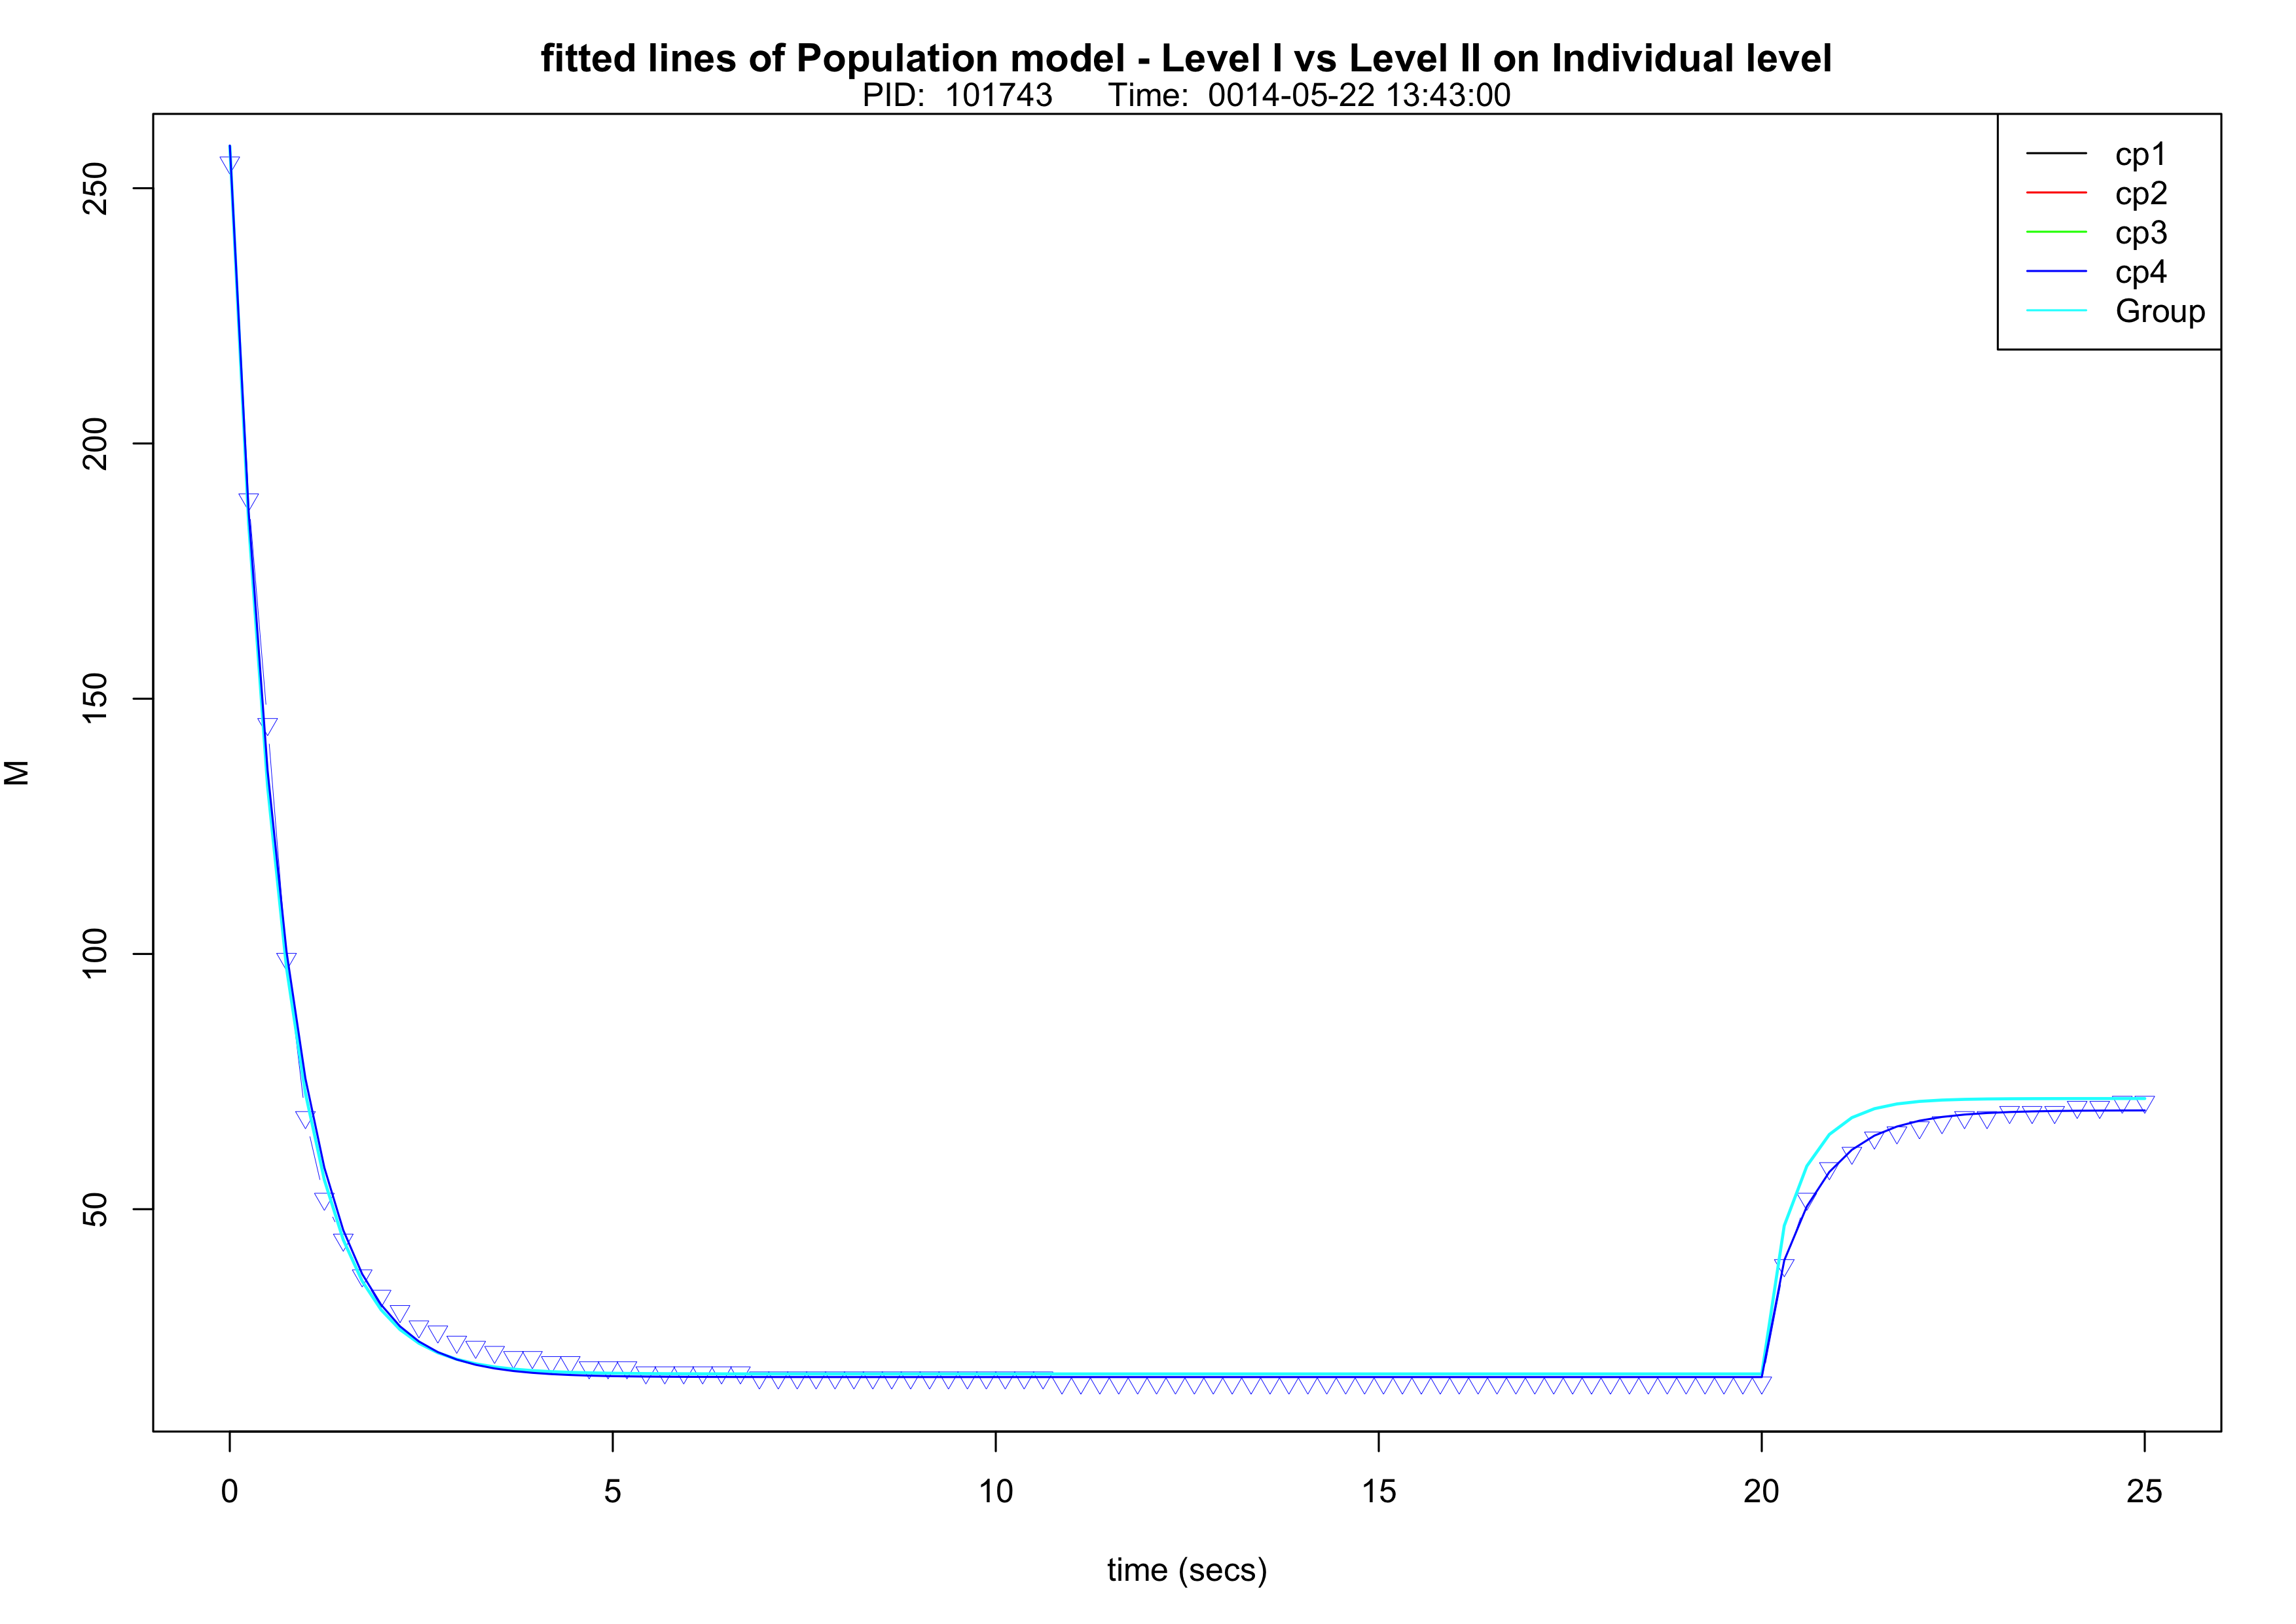 fitted lines of Population model - Level I vs Level II on Individual level
PID: 101743 Time: 0014-05-22 13:43:00
cp1
cp2
cp3
cp4
Group
250
200
150
100
50
M
0 5 10 15 20 25
time (secs)